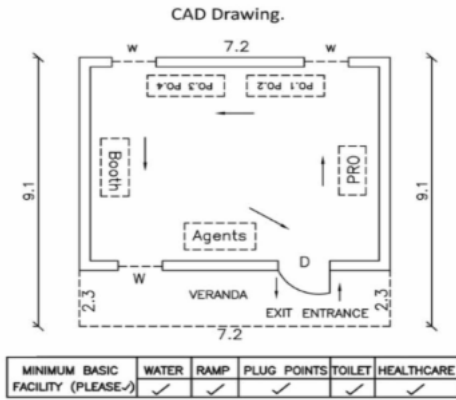 CAD Drawing.
W 7.2 W
PO.4 PO.3 PO.2 PO.1
9.1 Booth PRO 9.1
Agents
D
W
2.3 VERANDA EXIT ENTRANCE 2.3
7.2
MINIMUM BASIC FACILITY (PLEASE✓) WATER RAMP PLUG POINTS TOILET HEALTHCARE
✓ ✓ ✓ ✓ ✓